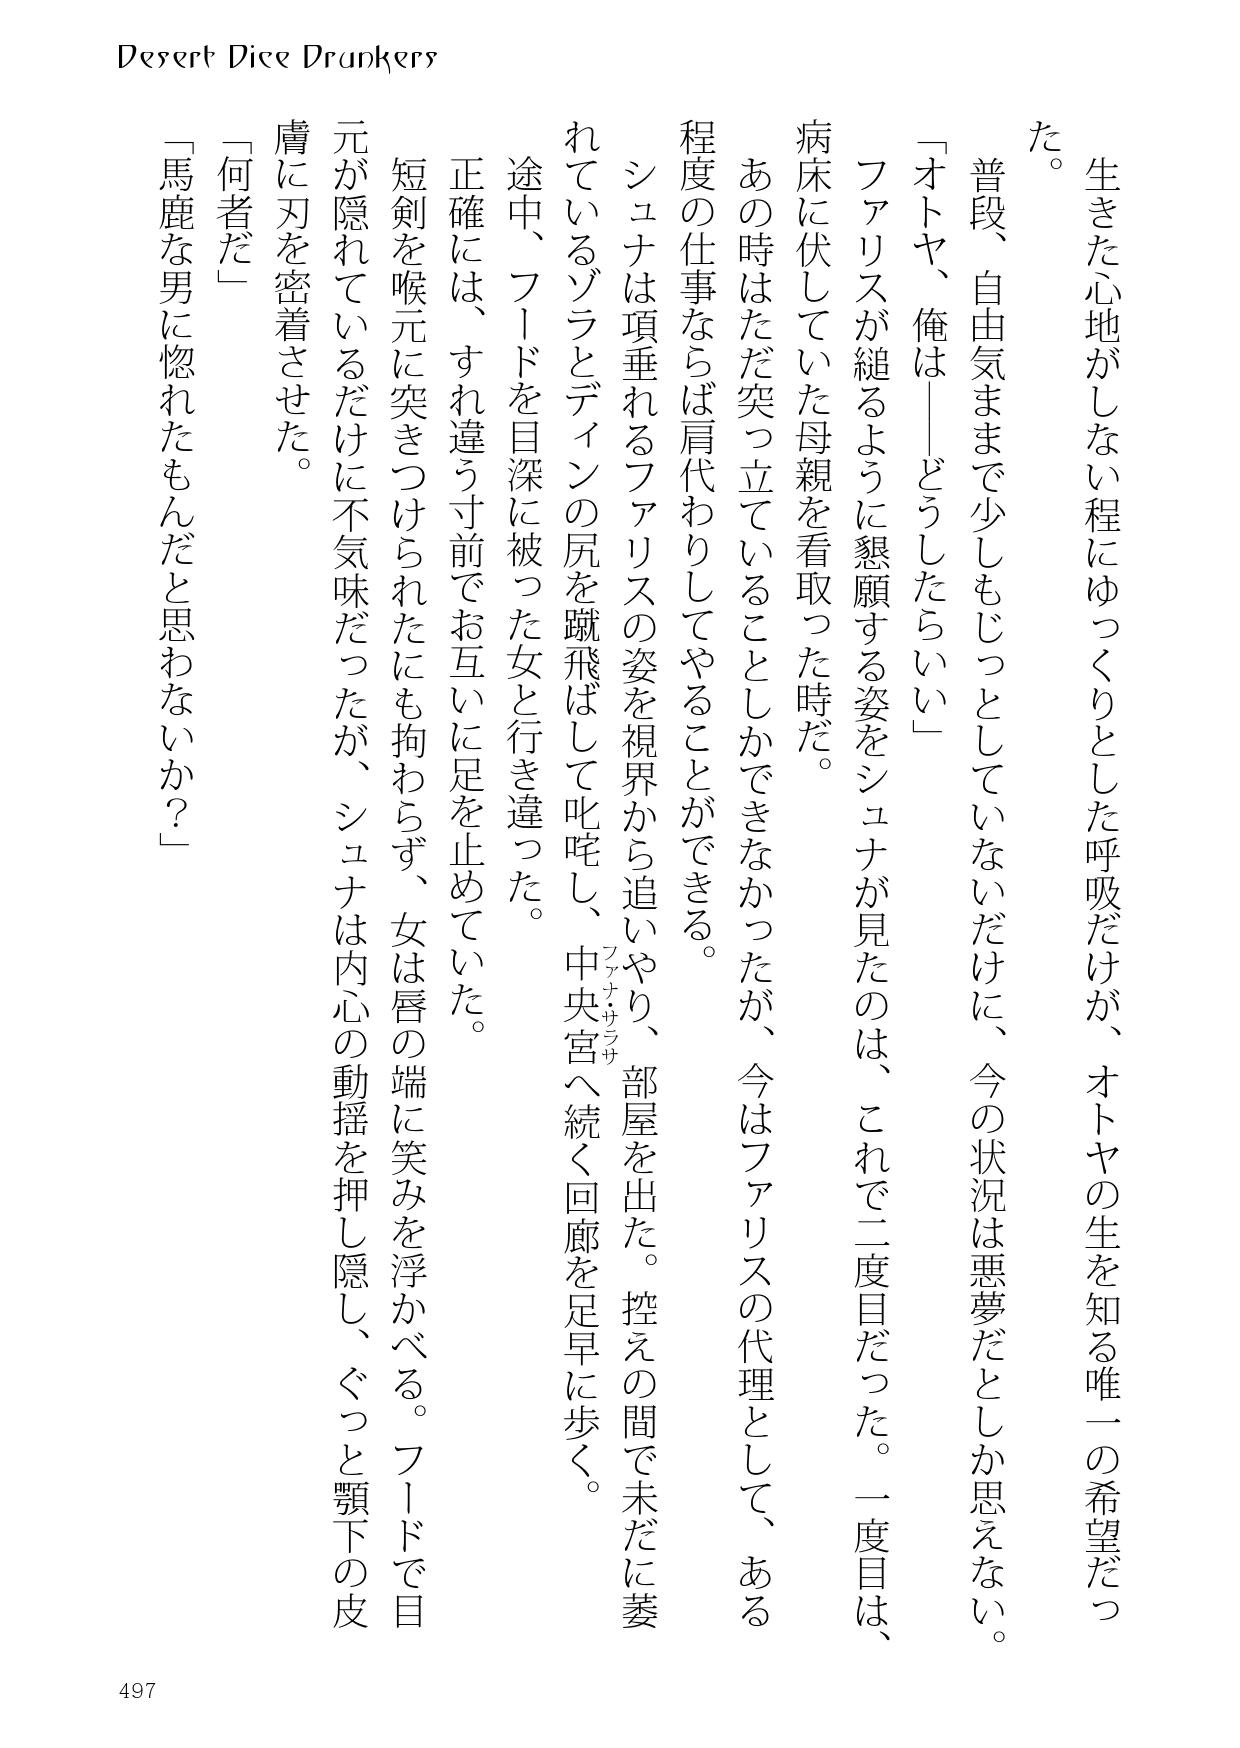 Desert Dice Drunkers
生きた心地がしない程にゆっくりとした呼吸だけが、オトヤの生を知る唯一の希望だっ
た。
普段、自由気ままで少しもじっとしていないだけに、今の状況は悪夢だとしか思えない。
「オトヤ、俺は――どうしたらいい」
ファリスが縋るように懇願する姿をシュナが見たのは、これで二度目だった。一度目は、
病床に伏していた母親を看取った時だ。
あの時はただ突っ立ていることしかできなかったが、今はファリスの代理として、ある
程度の仕事ならば肩代わりしてやることができる。
シュナは項垂れるファリスの姿を視界から追いやり、部屋を出た。控えの間で未だに萎
れているゾラとディンの尻を蹴飛ばして叱咤し、中央宮へ続く回廊を足早に歩く。
ファナ・サラサ
途中、フードを目深に被った女と行き違った。
正確には、すれ違う寸前でお互いに足を止めていた。
短剣を喉元に突きつけられたにも拘わらず、女は唇の端に笑みを浮かべる。フードで目
元が隠れているだけに不気味だったが、シュナは内心の動揺を押し隠し、ぐっと顎下の皮
膚に刃を密着させた。
「何者だ」
「馬鹿な男に惚れたもんだと思わないか？」
497